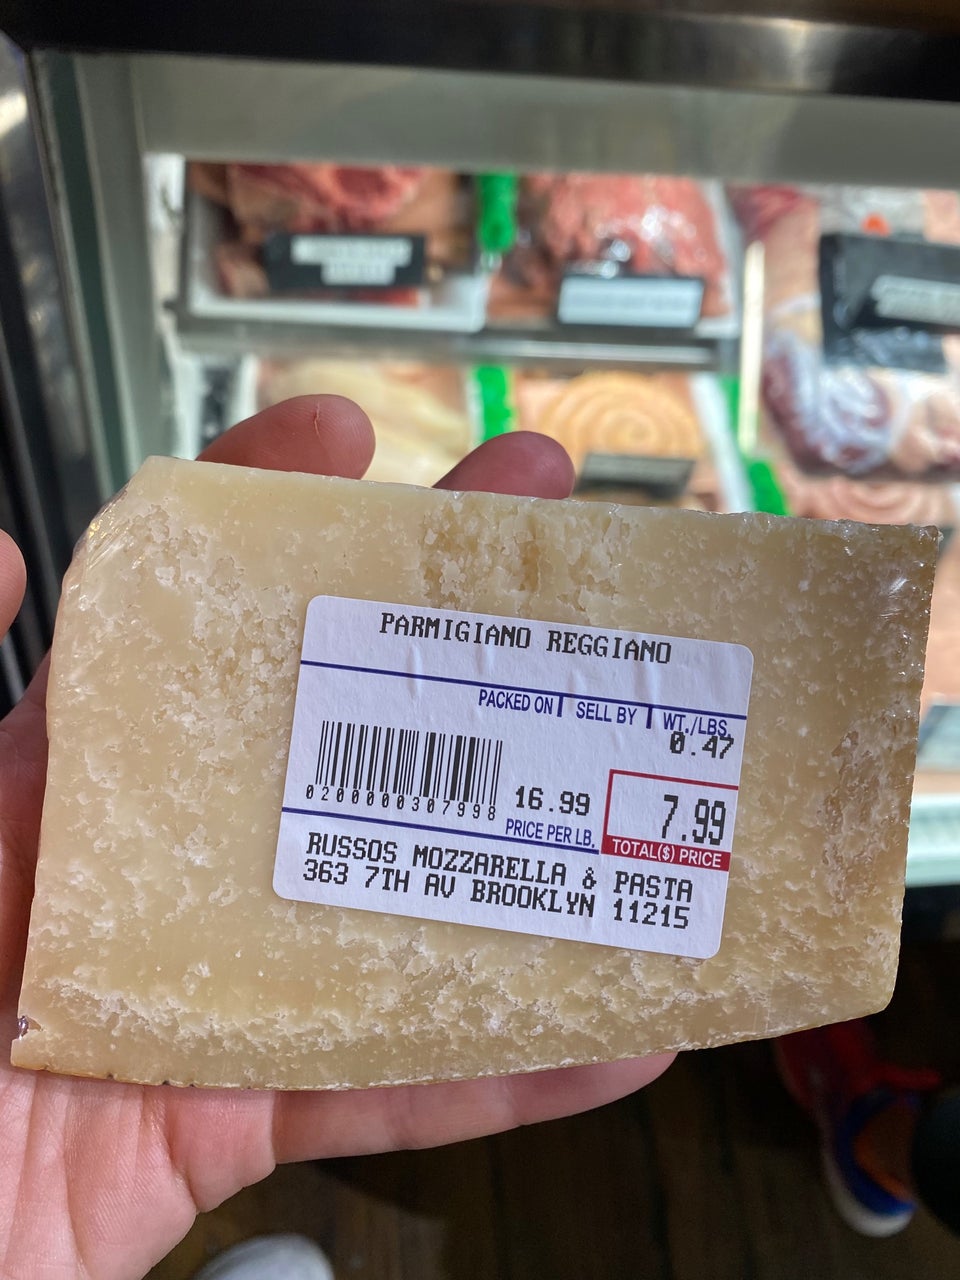 PARMIGIANO REGGIANO
PACKED ON SELL BY WT./LBS.
0.47
0200000307998
16.99
7.99
PRICE PER LB.
TOTAL($) PRICE
RUSSOS MOZZARELLA & PASTA
363 7TH AV BROOKLYN 11215